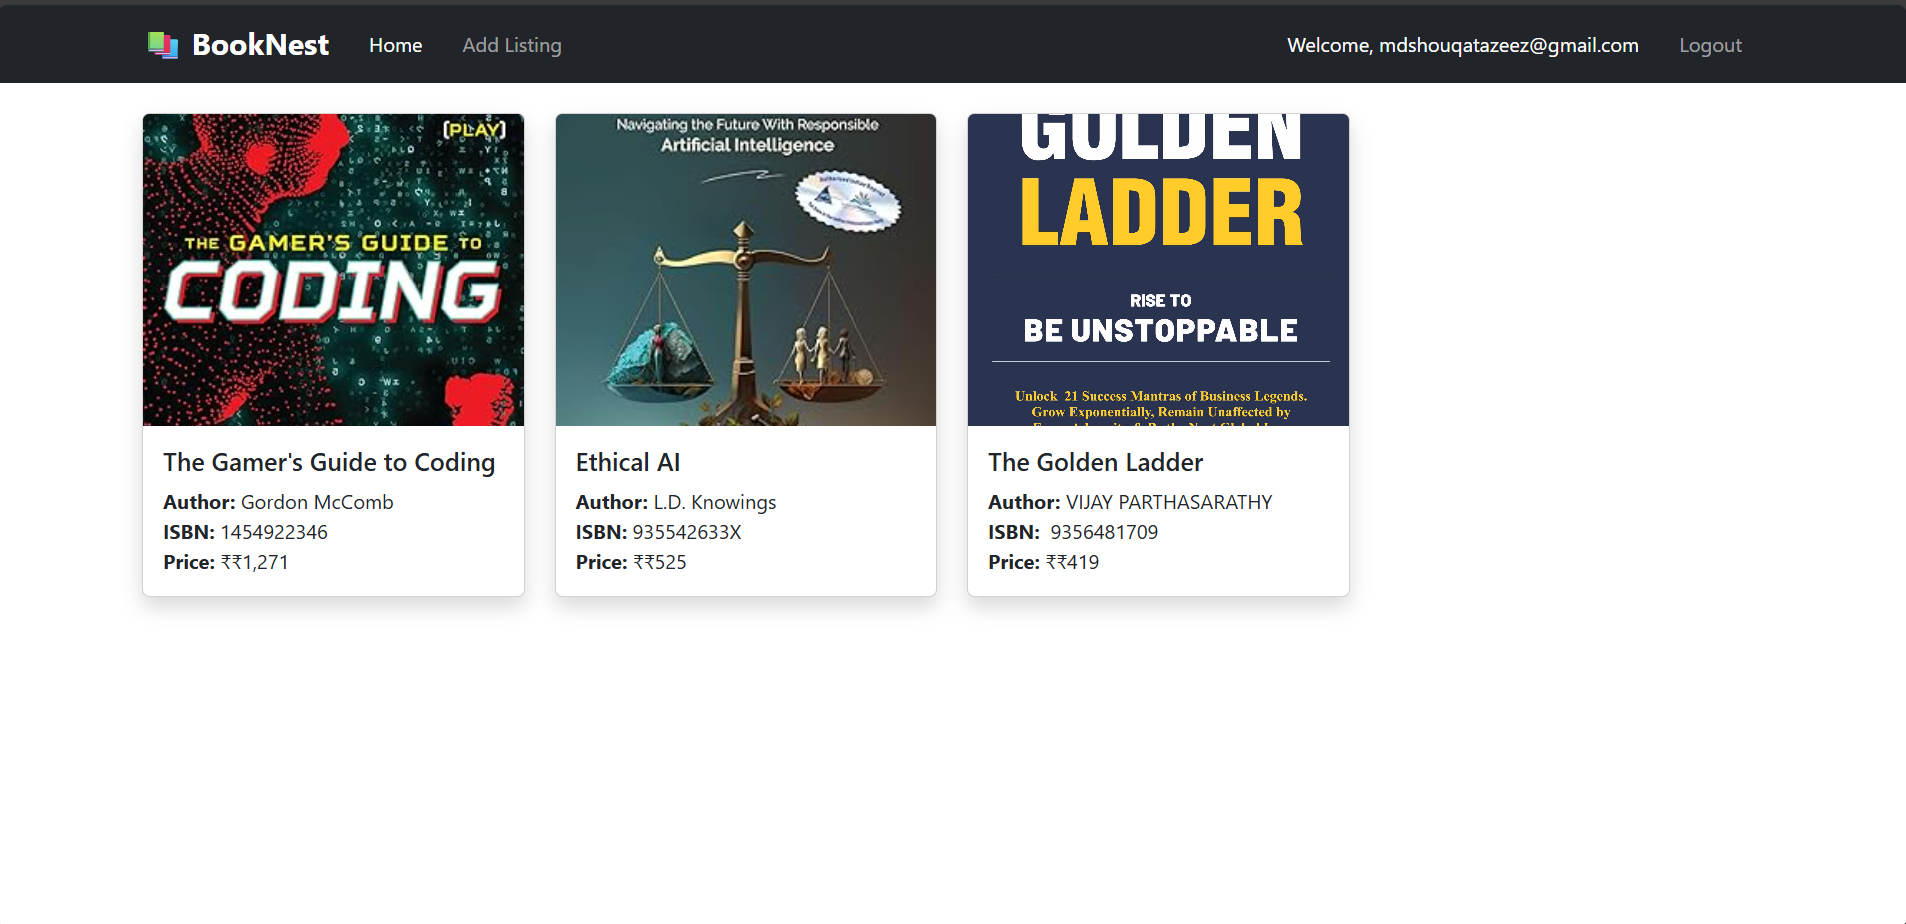 BookNest
Home
Add Listing
Welcome, mdshouqatazeez@gmail.com
Logout
[PLAY]
THE GAMER'S GUIDE TO
CODING
The Gamer's Guide to Coding
Author: Gordon McComb
ISBN: 1454922346
Price: ₹₹1,271
Navigating the Future With Responsible
Artificial Intelligence
Ethical AI
Author: L.D. Knowings
ISBN: 935542633X
Price: ₹₹525
GOLDEN
LADDER
RISE TO
BE UNSTOPPABLE
Unlock 21 Success Mantras of Business Legends.
Grow Exponentially, Remain Unaffected by
The Golden Ladder
Author: VIJAY PARTHASARATHY
ISBN: 9356481709
Price: ₹₹419